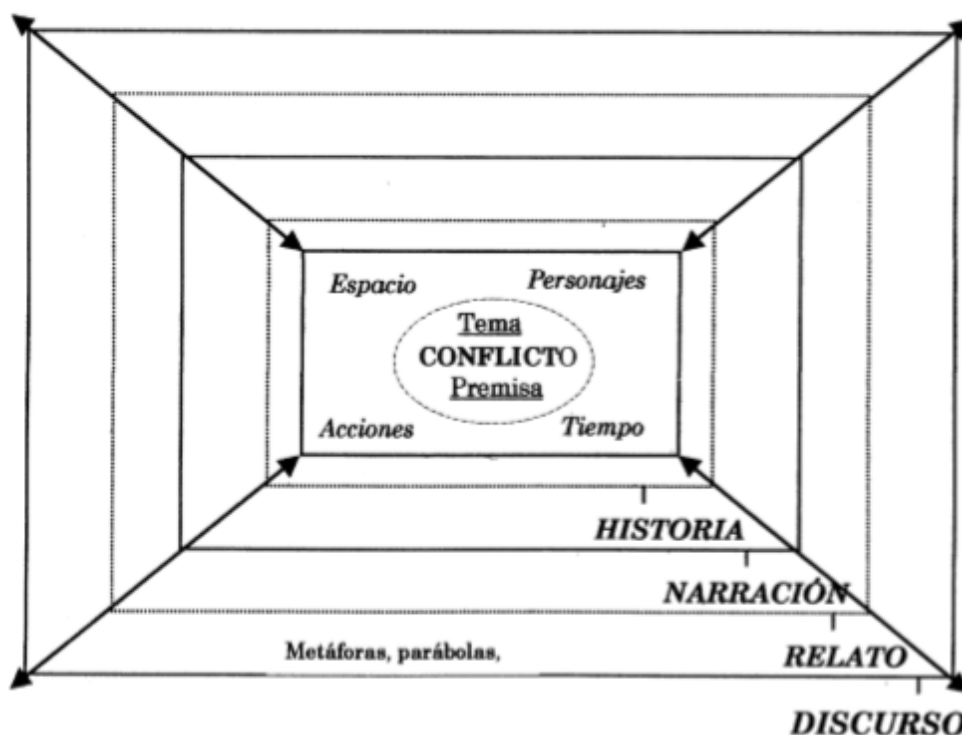 Espacio Personajes
Tema
CONFLICTO
Premisa
Acciones Tiempo
HISTORIA
NARRACIÓN
Metáforas, parábolas,
RELATO
DISCURSO